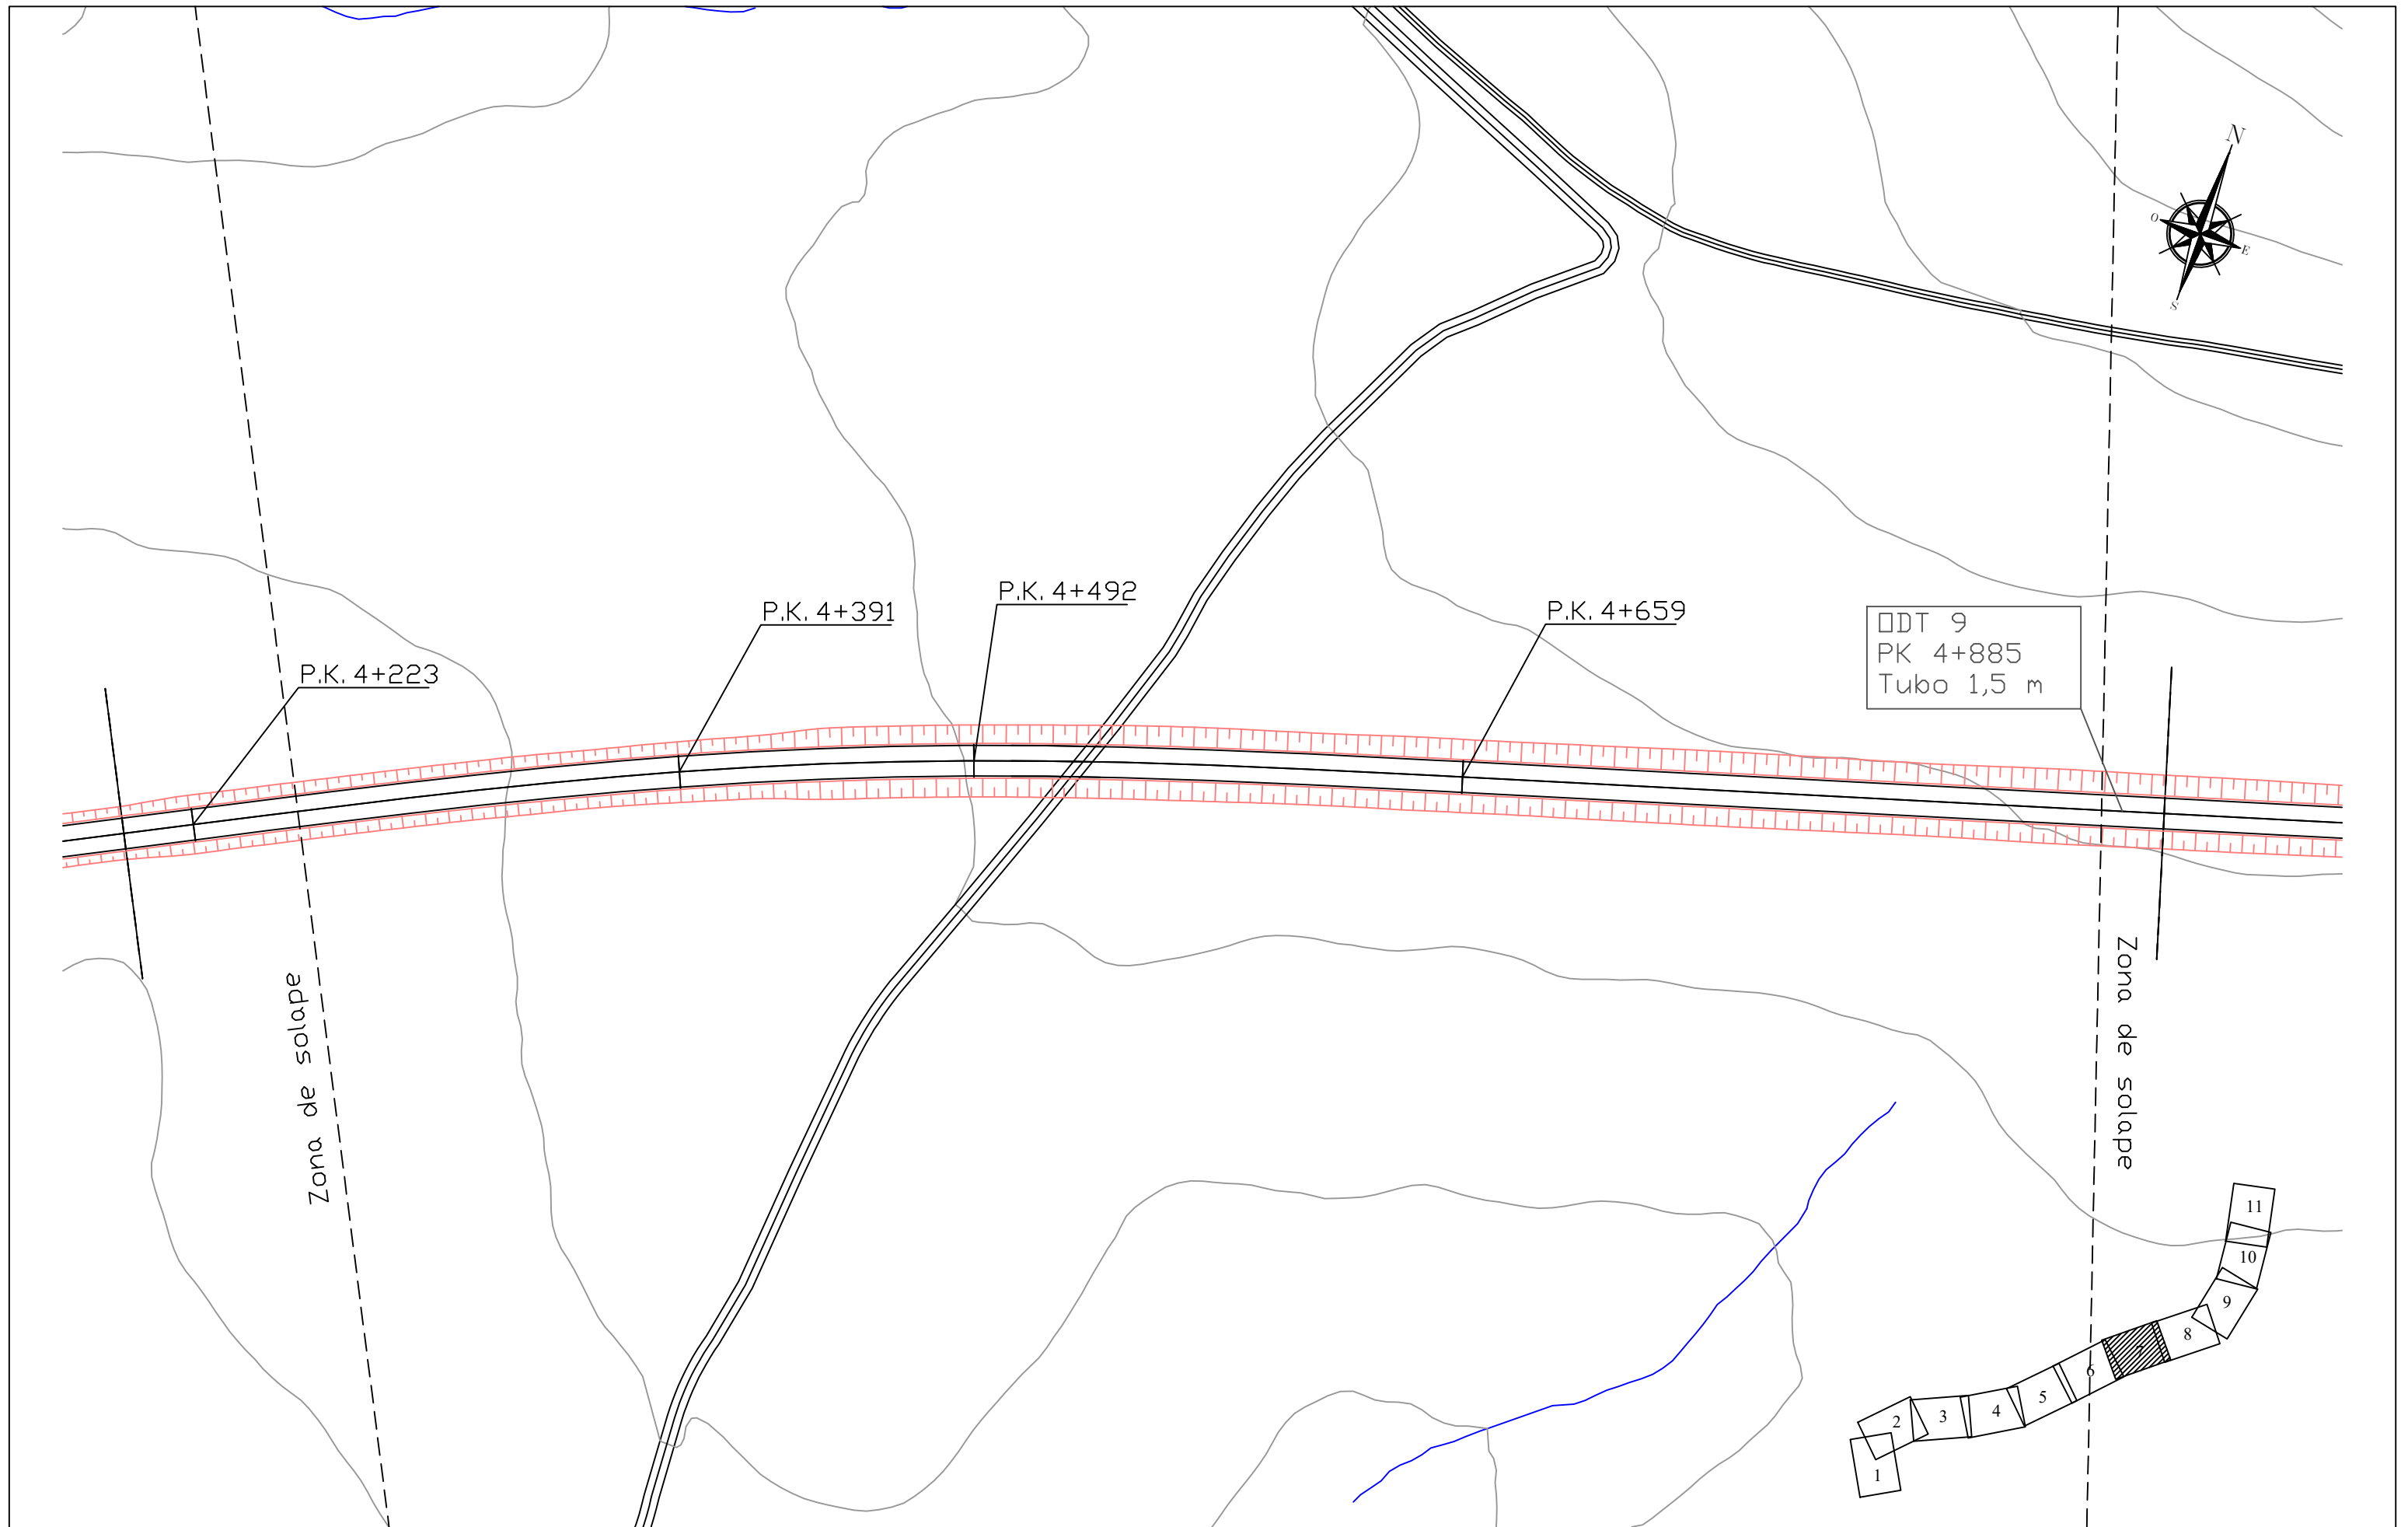 N
O
E
S
P.K. 4+492
P.K. 4+391
P.K. 4+659
ODT 9
PK 4+885
Tubo 1,5 m
P.K. 4+223
Zona de solape
Zona de solape
11
10
9
8
7
6
5
4
3
2
1